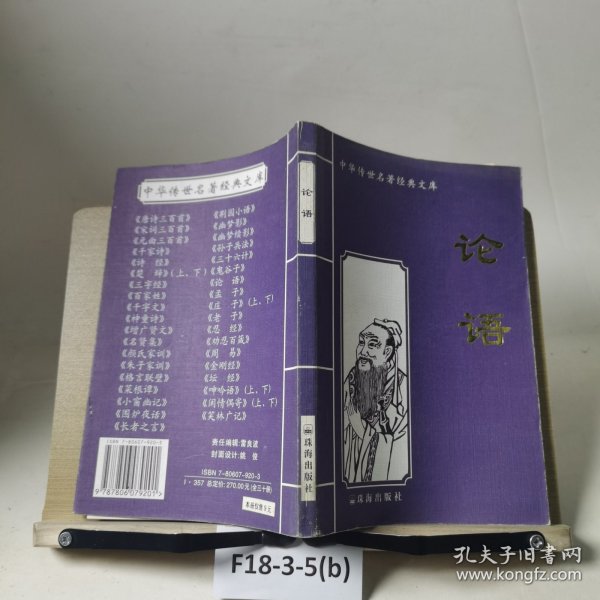 中华传世名著经典文库
《唐诗三百首》
《宋词三百首》
《元曲三百首》
《千家诗》
《诗 经》
《楚 辞》(上、下)
《三字经》
《百家姓》
《千字文》
《神童诗》
《增广贤文》
《名贤集》
《颜氏家训》
《朱子家训》
《格言联璧》
《菜根谭》
《小窗幽记》
《围炉夜话》
《长者之言》
《荆园小语》
《幽梦影》
《幽梦续影》
《孙子兵法》
《三十六计》
《鬼谷子》
《论 语》
《孟 子》
《庄 子》(上、下)
《老 子》
《忍 经》
《劝忍百箴》
《周 易》
《金刚经》
《坛 经》
《呻吟语》(上、下)
《闲情偶寄》(上、下)
《笑林广记》
责任编辑:雷良波
封面设计:姚佳
ISBN 7-80607-920-3
9 787806 079201
ISBN 7-80607-920-3
I·357 总定价:270.00元(全三十册)
本册仅售9元
论语
珠海出版社
中华传世名著经典文库
论
语
珠海出版社
F18-3-5(b)
孔夫子旧书网
www.kongfz.com